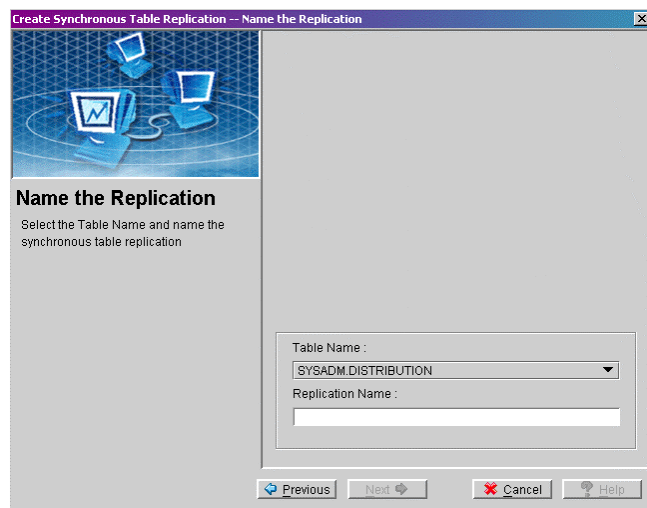 Create Synchronous Table Replication -- Name the Replication
Name the Replication
Select the Table Name and name the
synchronous table replication
Table Name :
SYSADM.DISTRIBUTION
Replication Name :
Previous
Next
Cancel
Help